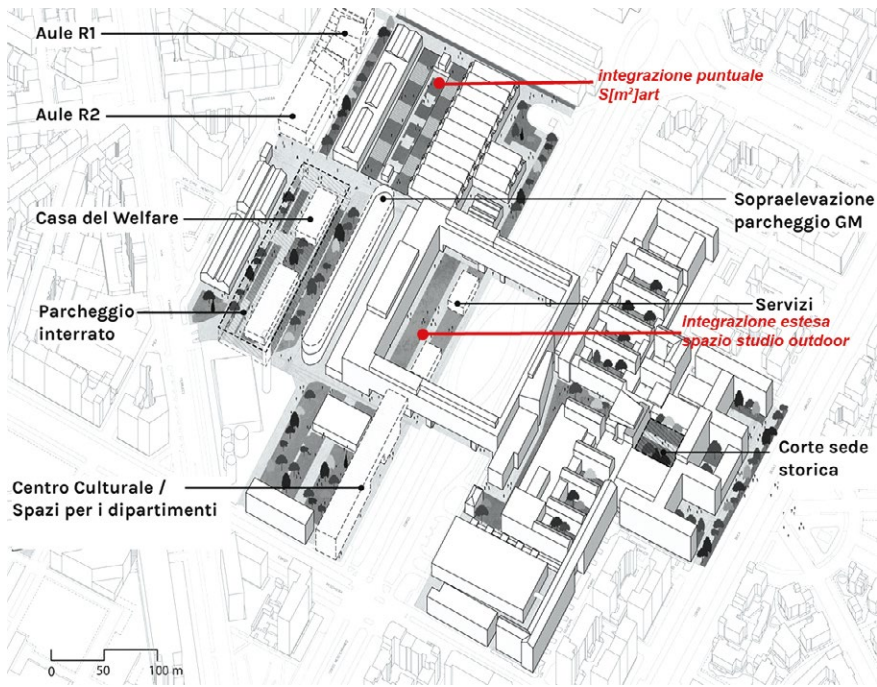 Aule R1
integrazione puntuale
S[m²]art
Aule R2
Sopraelevazione
parcheggio GM
Casa del Welfare
Servizi
Parcheggio
interrato
Integrazione estesa
spazio studio outdoor
Corte sede
storica
Centro Culturale /
Spazi per i dipartimenti
0 50 100 m